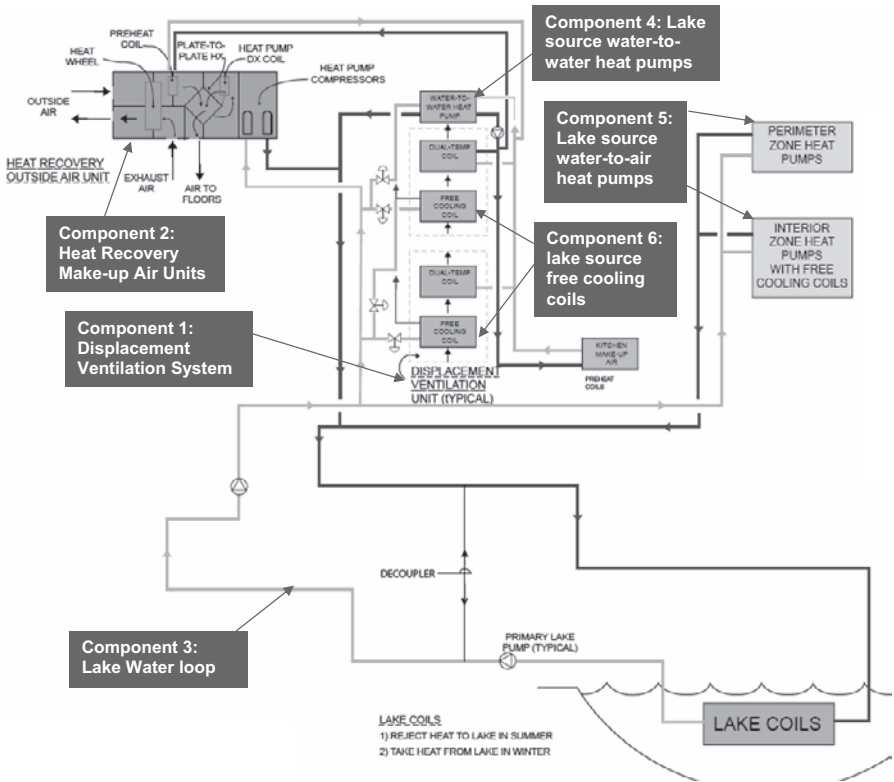 PREHEAT
COIL
HEAT
WHEEL
PLATE-TO-
PLATE HX
HEAT PUMP
DX COIL
HEAT PUMP
COMPRESSORS
OUTSIDE
AIR
HEAT RECOVERY
OUTSIDE AIR UNIT
EXHAUST
AIR
AIR TO
FLOORS
Component 2:
Heat Recovery
Make-up Air Units
Component 1:
Displacement
Ventilation System
Component 4: Lake
source water-to-
water heat pumps
WATER-TO-
WATER HEAT
PUMP
DUAL-TEMP
COIL
FREE
COOLING
COIL
DUAL-TEMP
COIL
FREE
COOLING
COIL
DISPLACEMENT
VENTILATION
UNIT (tYPICAL)
Component 5:
Lake source
water-to-air
heat pumps
Component 6:
lake source
free cooling
coils
PERIMETER
ZONE HEAT
PUMPS
INTERIOR
ZONE HEAT
PUMPS
WITH FREE
COOLING COILS
KITCHEN
MAKE-UP
AIR
PREHEAT
COILS
DECOUPLER
Component 3:
Lake Water loop
PRIMARY LAKE
PUMP (TYPICAL)
LAKE COILS
LAKE COILS
1) REJECT HEAT TO LAKE IN SUMMER
2) TAKE HEAT FROM LAKE IN WINTER